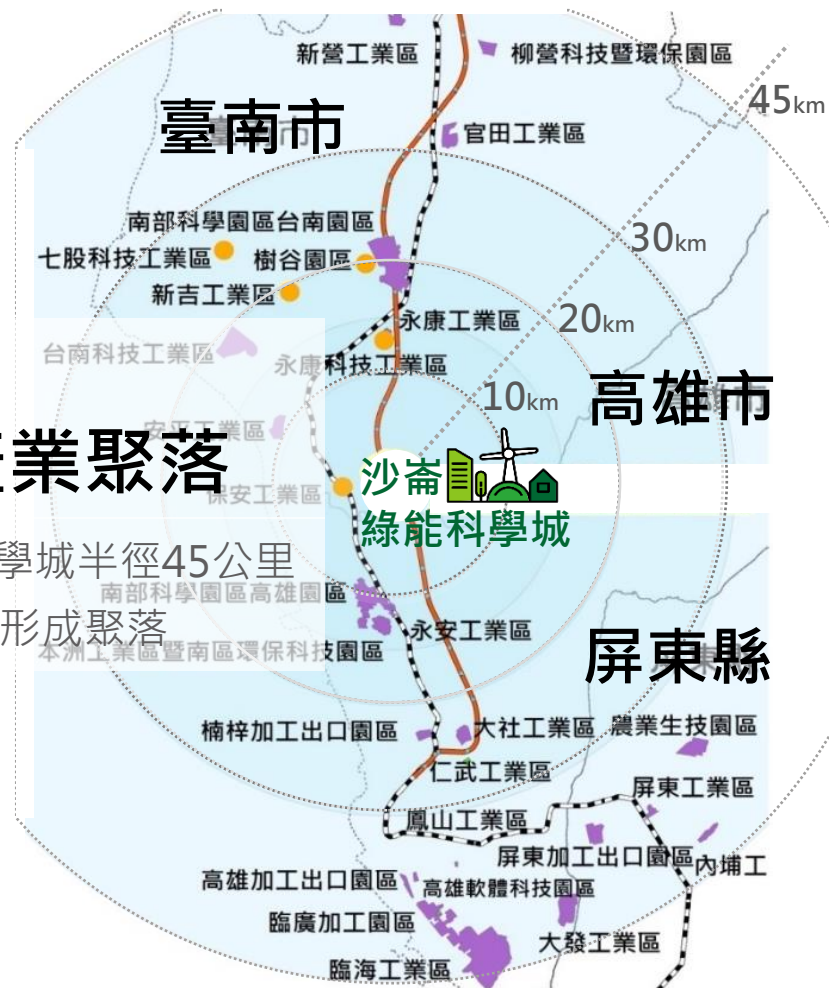 新營工業區
柳營科技暨環保園區
45km
臺南市
官田工業區
南部科學園區台南園區
30km
七股科技工業區
樹谷園區
新吉工業區
永康工業區
20km
台南科技工業區
永康科技工業區
10km
高雄市
安平工業區
業聚落
保安工業區
沙崙
綠能科學城
學城半徑45公里
南部科學園區高雄園區
形成聚落
永安工業區
本洲工業區暨南區環保科技園區
屏東縣
楠梓加工出口園區
大社工業區
農業生技園區
仁武工業區
屏東工業區
鳳山工業區
屏東加工出口園區
內埔工
高雄加工出口園區
高雄軟體科技園區
臨廣加工園區
大發工業區
臨海工業區